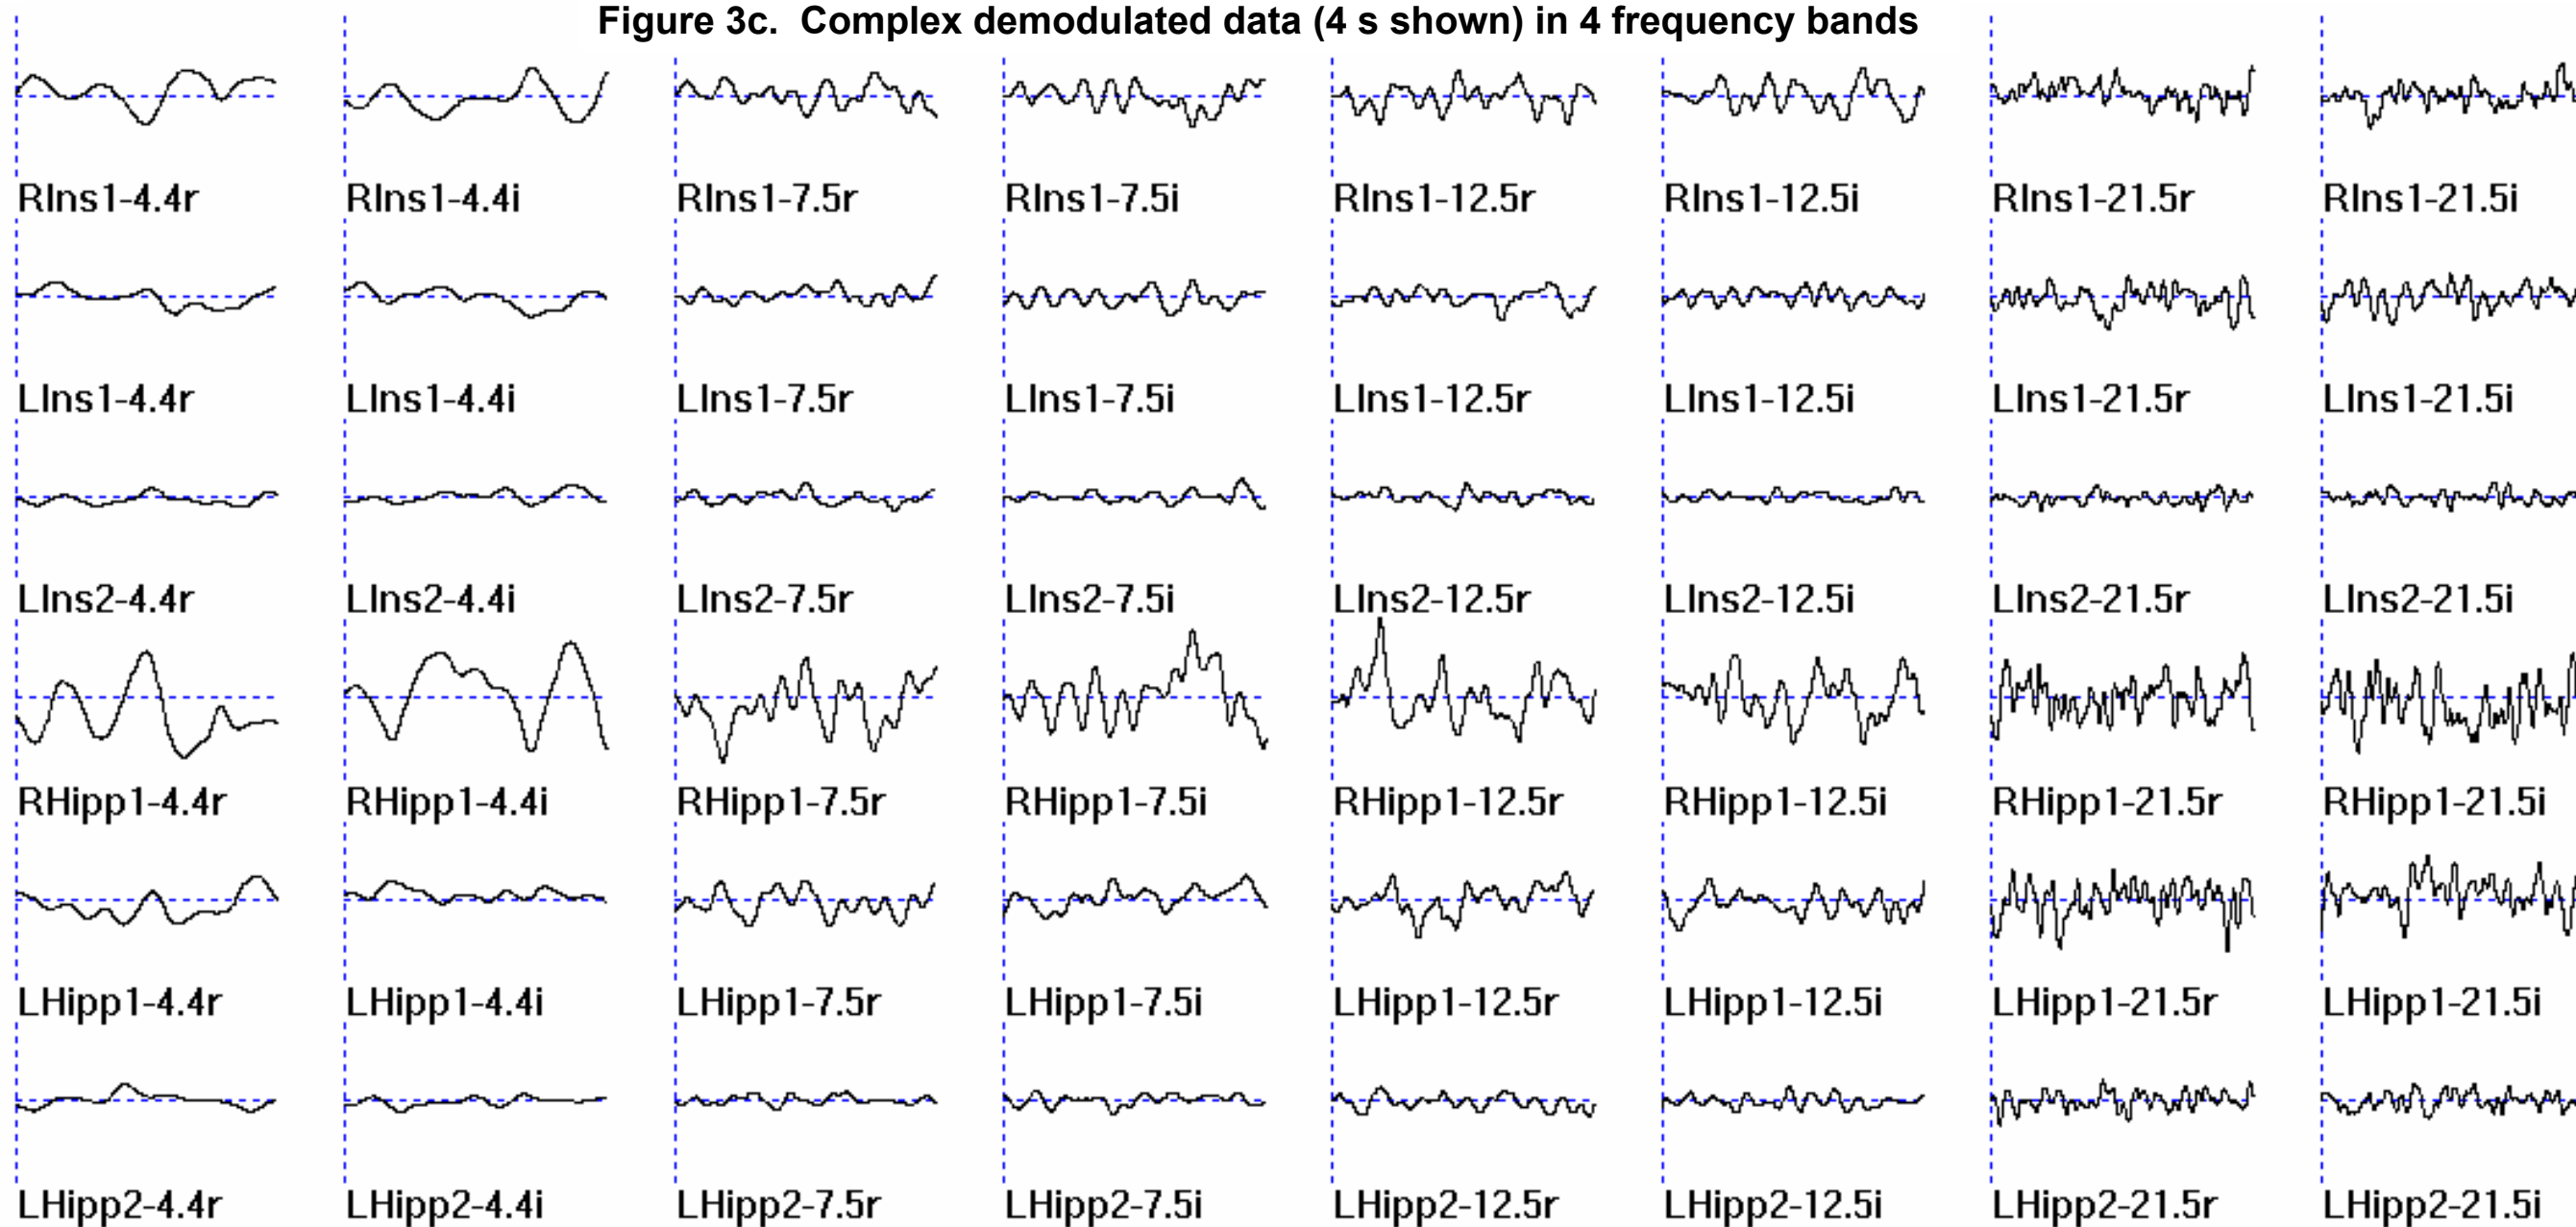 Figure 3c. Complex demodulated data (4 s shown) in 4 frequency bands
RIns1-4.4r RIns1-4.4i RIns1-7.5r RIns1-7.5i RIns1-12.5r RIns1-12.5i RIns1-21.5r RIns1-21.5i
LIns1-4.4r LIns1-4.4i LIns1-7.5r LIns1-7.5i LIns1-12.5r LIns1-12.5i LIns1-21.5r LIns1-21.5i
LIns2-4.4r LIns2-4.4i LIns2-7.5r LIns2-7.5i LIns2-12.5r LIns2-12.5i LIns2-21.5r LIns2-21.5i
RHipp1-4.4r RHipp1-4.4i RHipp1-7.5r RHipp1-7.5i RHipp1-12.5r RHipp1-12.5i RHipp1-21.5r RHipp1-21.5i
LHipp1-4.4r LHipp1-4.4i LHipp1-7.5r LHipp1-7.5i LHipp1-12.5r LHipp1-12.5i LHipp1-21.5r LHipp1-21.5i
LHipp2-4.4r LHipp2-4.4i LHipp2-7.5r LHipp2-7.5i LHipp2-12.5r LHipp2-12.5i LHipp2-21.5r LHipp2-21.5i